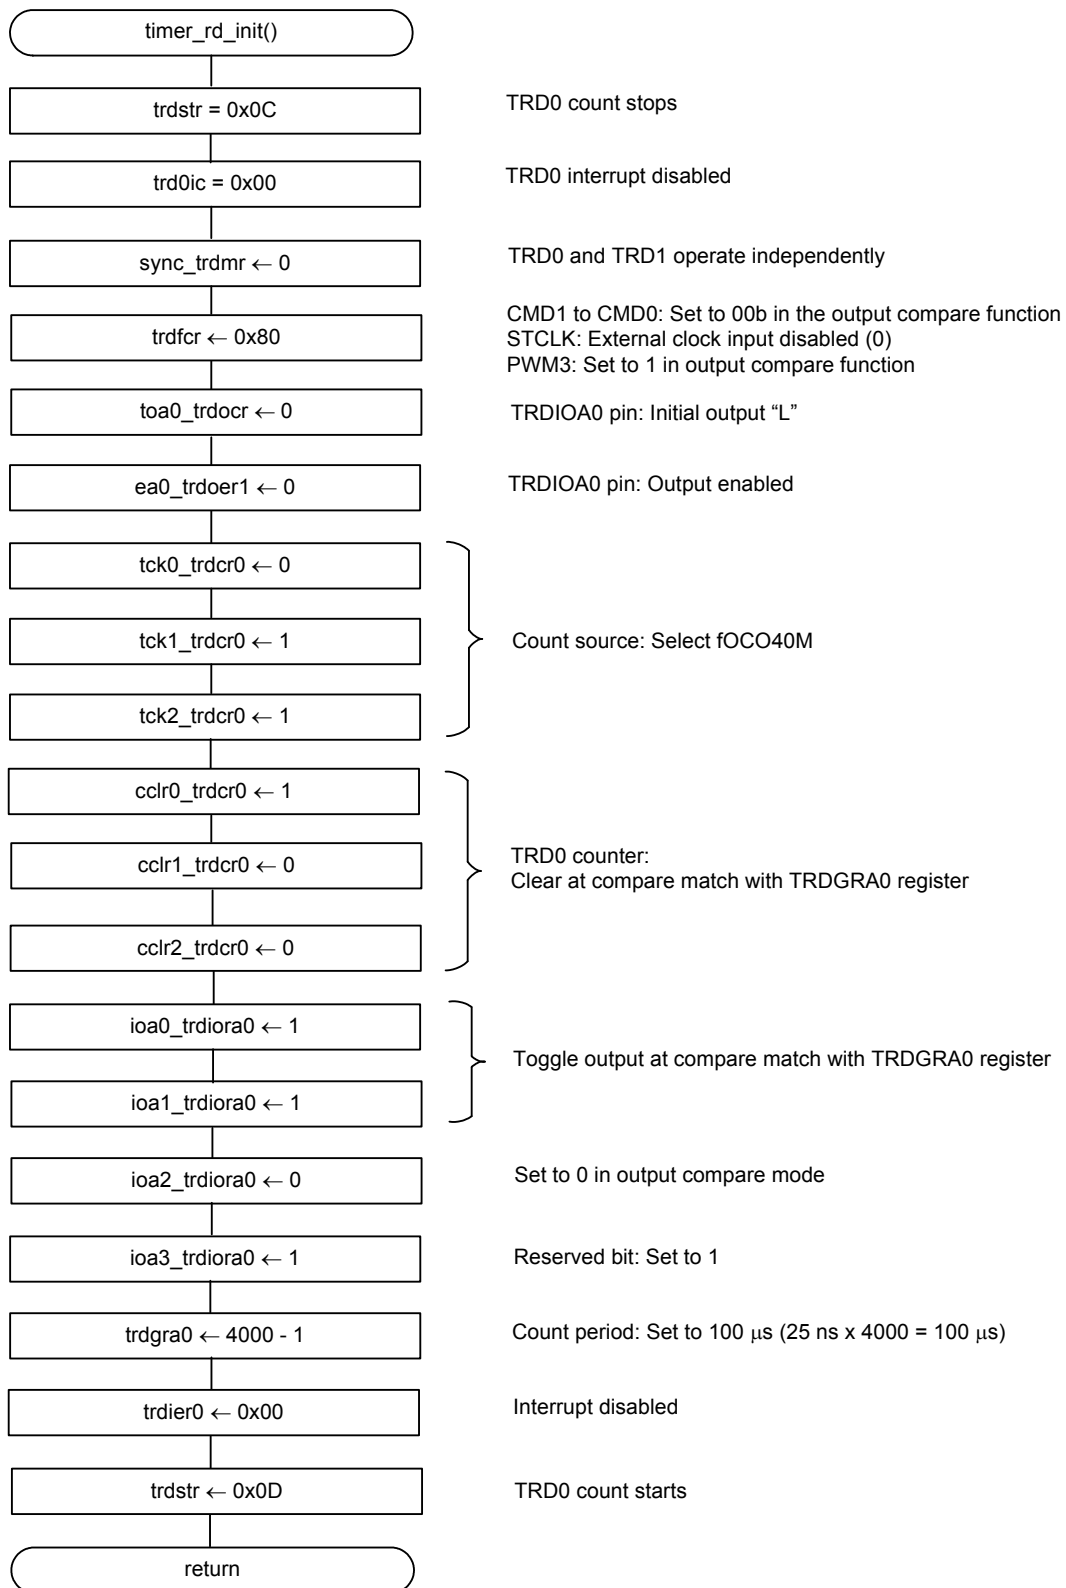 timer_rd_init()
trdstr = 0x0C
TRD0 count stops
trd0ic = 0x00
TRD0 interrupt disabled
sync_trdmr ← 0
TRD0 and TRD1 operate independently
trdfcr ← 0x80
CMD1 to CMD0: Set to 00b in the output compare function
STCLK: External clock input disabled (0)
PWM3: Set to 1 in output compare function
toa0_trdocr ← 0
TRDIOA0 pin: Initial output “L”
ea0_trdoer1 ← 0
TRDIOA0 pin: Output enabled
tck0_trdcr0 ← 0
tck1_trdcr0 ← 1
tck2_trdcr0 ← 1
Count source: Select fOCO40M
cclr0_trdcr0 ← 1
cclr1_trdcr0 ← 0
cclr2_trdcr0 ← 0
TRD0 counter:
Clear at compare match with TRDGRA0 register
ioa0_trdiora0 ← 1
ioa1_trdiora0 ← 1
Toggle output at compare match with TRDGRA0 register
ioa2_trdiora0 ← 0
Set to 0 in output compare mode
ioa3_trdiora0 ← 1
Reserved bit: Set to 1
trdgra0 ← 4000 - 1
Count period: Set to 100 μs (25 ns x 4000 = 100 μs)
trdier0 ← 0x00
Interrupt disabled
trdstr ← 0x0D
TRD0 count starts
return